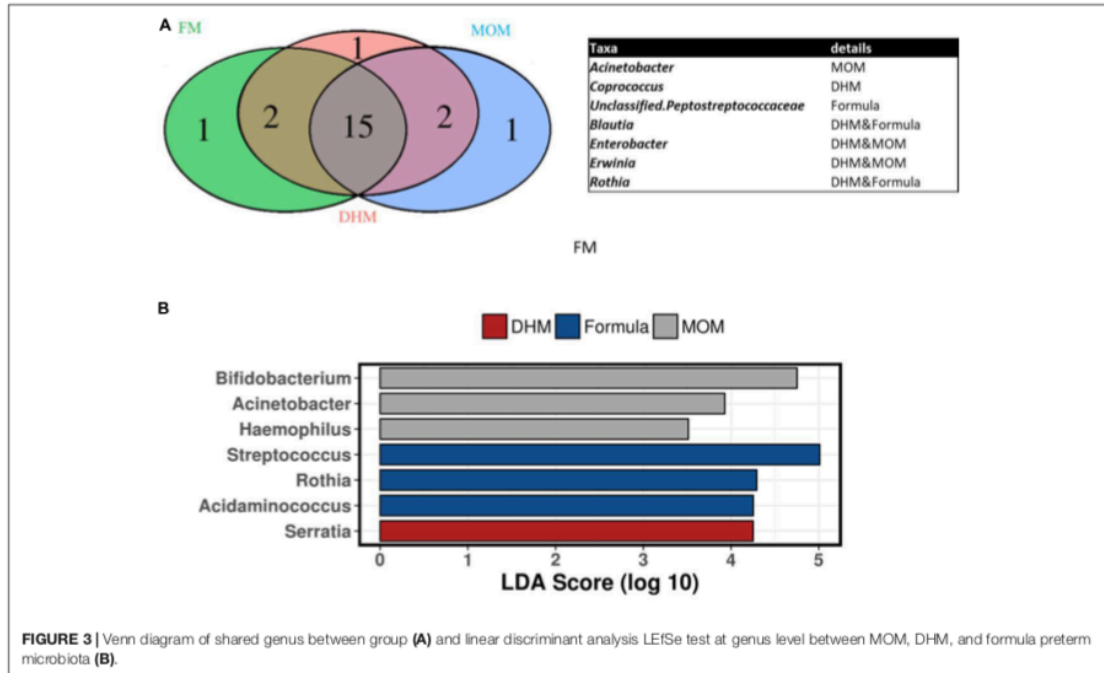 A FM
MOM
1
1
2
15
2
1
DHM
Taxa details
Acinetobacter MOM
Coprococcus DHM
Unclassified.Peptostreptococcaceae Formula
Blautia DHM&Formula
Enterobacter DHM&MOM
Erwinia DHM&MOM
Rothia DHM&Formula
FM
B
DHM Formula MOM
Bifidobacterium
Acinetobacter
Haemophilus
Streptococcus
Rothia
Acidaminococcus
Serratia
0 1 2 3 4 5
LDA Score (log 10)
FIGURE 3 | Venn diagram of shared genus between group (A) and linear discriminant analysis LEfSe test at genus level between MOM, DHM, and formula preterm
microbiota (B).